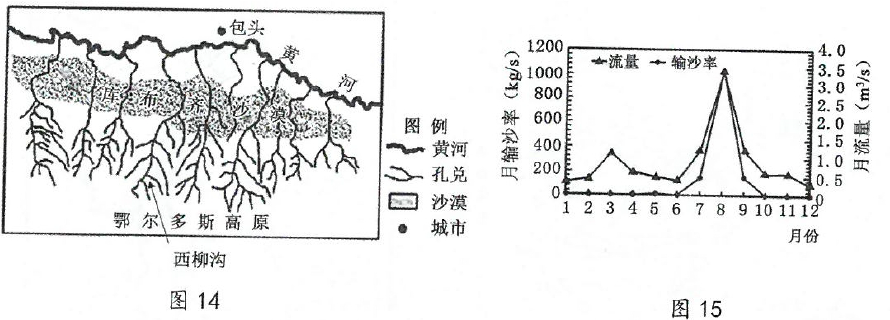 包头
黄
河
库布齐沙漠
鄂尔多斯高原
西柳沟
图例
黄河
孔兑
沙漠
城市
图 14
月输沙率 (kg/s)
1200
1000
800
600
400
200
0
流量
输沙率
4.0
3.5
3.0
2.5
2.0
1.5
1.0
0.5
0
月流量 (m³/s)
1 2 3 4 5 6 7 8 9 10 11 12
月份
图 15